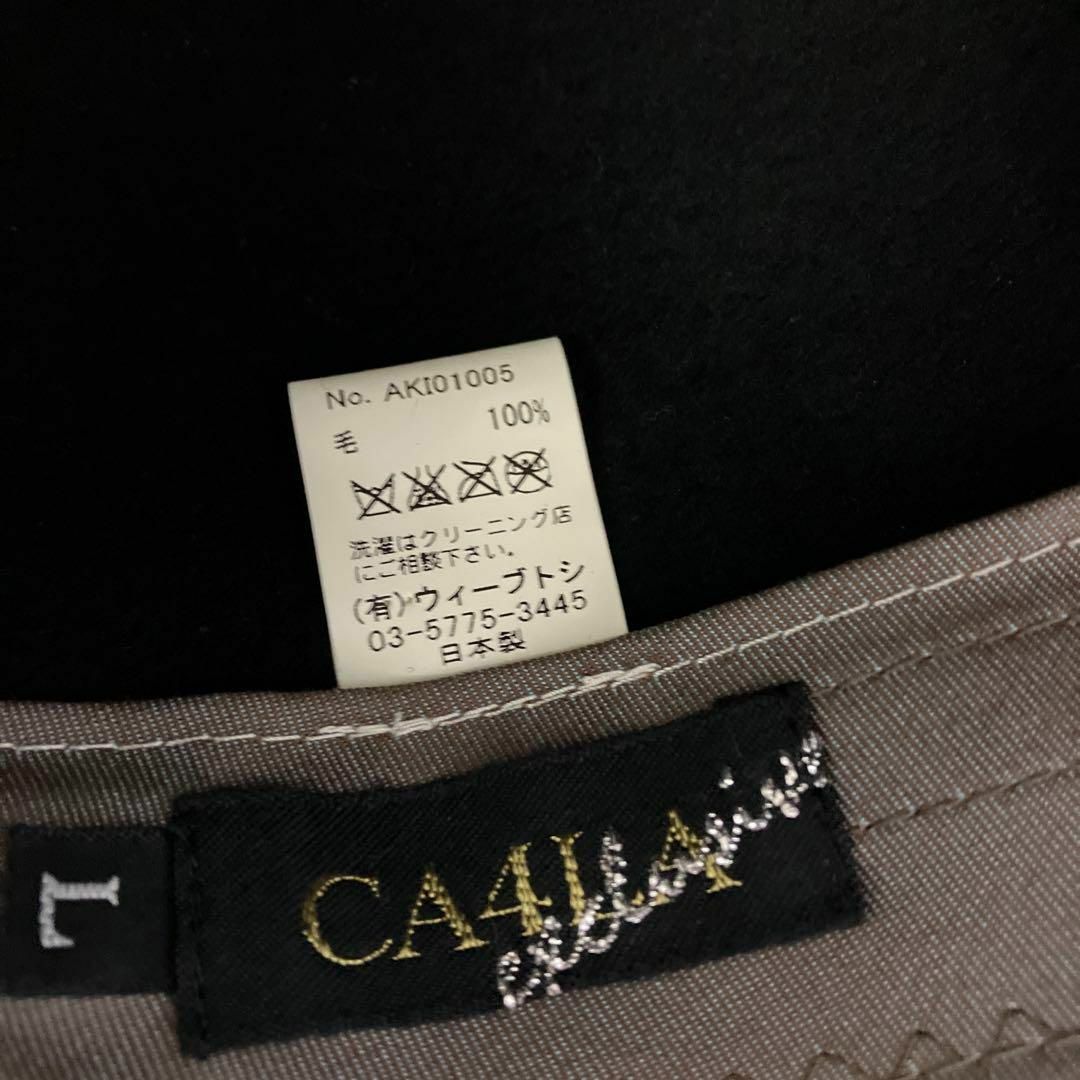 No. AKI01005
毛 100%
洗濯はクリーニング店
にご相談下さい。
(有)ウィーブトシ
03-5775-3445
日本製
L
CA4LA
exclusive